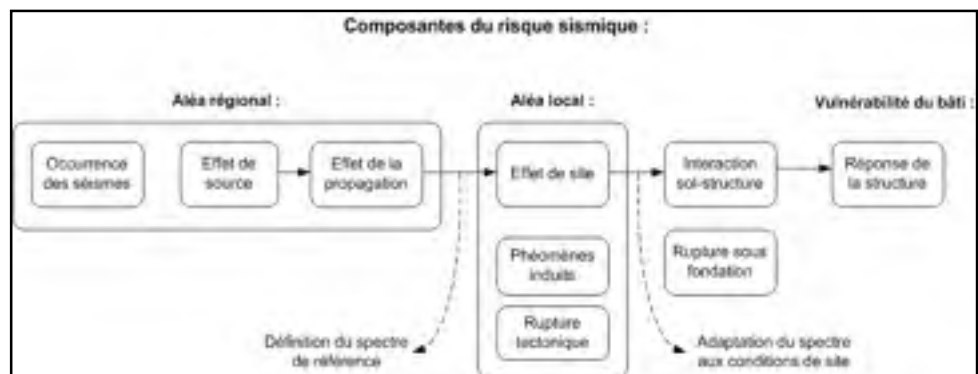 Composantes du risque sismique :
Aléa régional :
Aléa local :
Vulnérabilité du bâti :
Occurrence
des séismes
Effet de
source
Effet de la
propagation
Effet de site
Interaction
sol-structure
Réponse de
la structure
Phéomènes
induits
Rupture sous
fondation
Rupture
tectonique
Définition du spectre
de référence
Adaptation du spectre
aux conditions de site